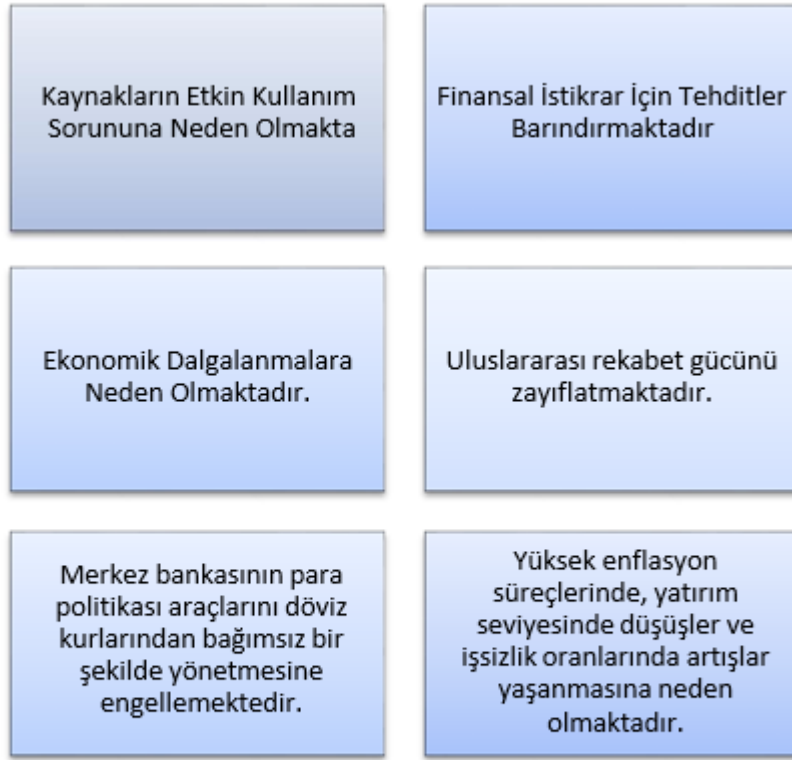 Kaynakların Etkin Kullanım
Sorununa Neden Olmakta
Finansal İstikrar İçin Tehditler
Barındırmaktadır
Ekonomik Dalgalanmalara
Neden Olmaktadır.
Uluslararası rekabet gücünü
zayıflatmaktadır.
Merkez bankasının para
politikası araçlarını döviz
kurlarından bağımsız bir
şekilde yönetmesine
engellemektedir.
Yüksek enflasyon
süreçlerinde, yatırım
seviyesinde düşüşler ve
işsizlik oranlarında artışlar
yaşanmasına neden
olmaktadır.